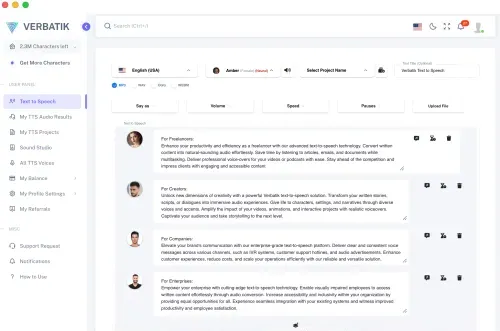 VERBATIK
Search (Ctrl+/)
2.3M Characters left
Get More Characters
USER PANEL
Text to Speech
My TTS Audio Results
My TTS Projects
Sound Studio
All TTS Voices
My Balance
My Profile Settings
My Referrals
MISC
Support Request
Notifications
How to Use
English (USA)
Amber (Female) (Neural)
Select Project Name
Text Title (Optional)
Verbatik Text to Speech
MP3
WAV
OGG
WEBM
Say as
Volume
Speed
Pauses
Upload File
Text to Speech
For Freelancers:
Enhance your productivity and efficiency as a freelancer with our advanced text-to-speech technology. Convert written
content into natural-sounding audio effortlessly. Save time by listening to articles, emails, and documents while
multitasking. Deliver professional voice-overs for your videos or podcasts with ease. Stay ahead of the competition and
impress clients with engaging and accessible content.
For Creators:
Unlock new dimensions of creativity with a powerful Verbatik text-to-speech solution. Transform your written stories,
scripts, or dialogues into immersive audio experiences. Give life to characters, settings, and narratives through diverse
voices and accents. Amplify the impact of your videos, animations, and interactive projects with realistic voiceovers.
Captivate your audience and take storytelling to the next level.
For Companies:
Elevate your brand's communication with our enterprise-grade text-to-speech platform. Deliver clear and consistent voice
messages across various channels, such as IVR systems, customer support hotlines, and audio advertisements. Enhance
customer experiences, reduce costs, and scale your operations efficiently with our reliable and versatile solution.
For Enterprises:
Empower your enterprise with cutting-edge text to speech technology. Enable visually impaired employees to access
written content effortlessly through audio conversion. Increase accessibility and inclusivity within your organization by
providing equal opportunities for all. Experience seamless integration with your existing systems and witness improved
productivity and employee satisfaction.